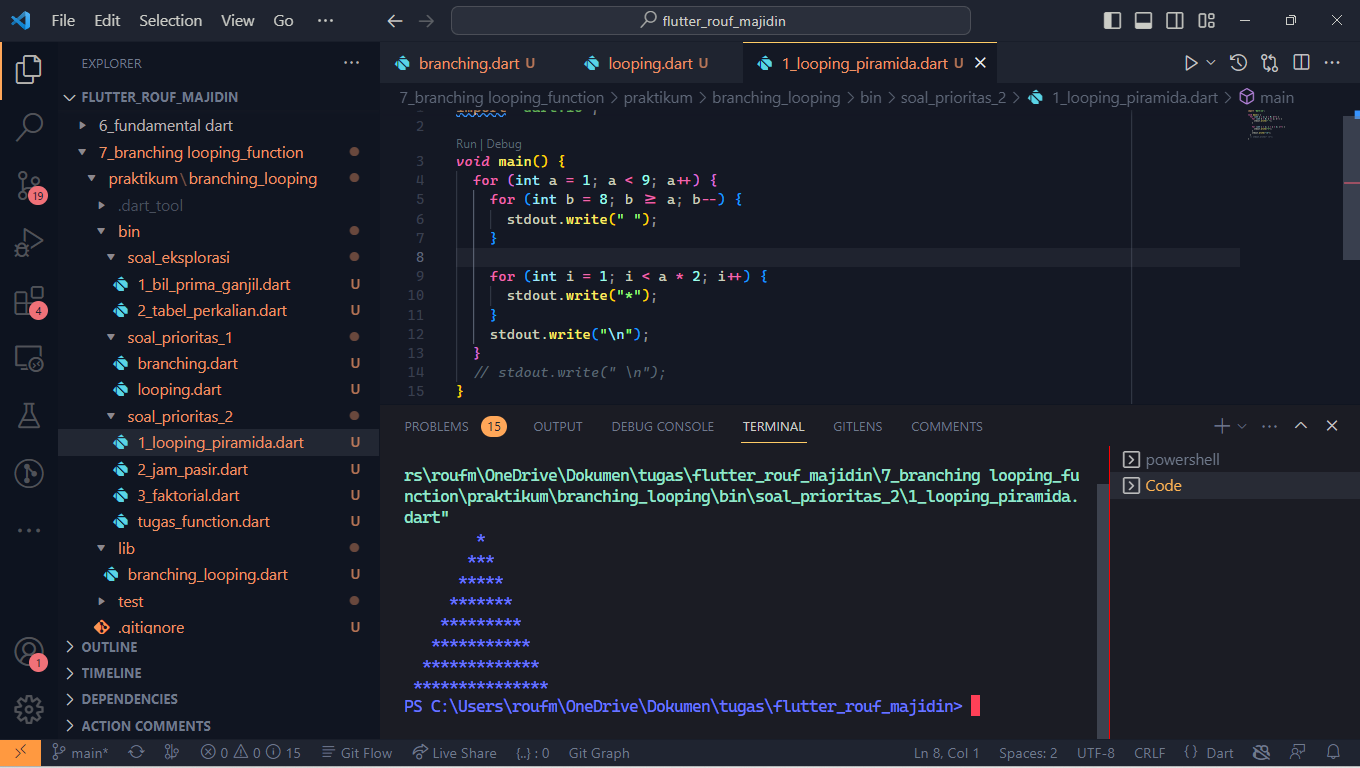 File Edit Selection View Go ···
flutter_rouf_majidin
EXPLORER ···
FLUTTER_ROUF_MAJIDIN
6_fundamental dart
7_branching looping_function
praktikum\branching_looping
.dart_tool
bin
soal_eksplorasi
1_bil_prima_ganjil.dart U
2_tabel_perkalian.dart U
soal_prioritas_1
branching.dart U
looping.dart U
soal_prioritas_2
1_looping_piramida.dart U
2_jam_pasir.dart U
3_faktorial.dart U
tugas_function.dart U
lib
branching_looping.dart U
test
.gitignore U
OUTLINE
TIMELINE
DEPENDENCIES
ACTION COMMENTS
19
4
1
branching.dart U looping.dart U 1_looping_piramida.dart U
7_branching looping_function > praktikum > branching_looping > bin > soal_prioritas_2 > 1_looping_piramida.dart > main
2
Run | Debug
3 void main() {
4 for (int a = 1; a < 9; a++) {
5 for (int b = 8; b ≥ a; b--) {
6 stdout.write(" ");
7 }
8
9 for (int i = 1; i < a * 2; i++) {
10 stdout.write("*");
11 }
12 stdout.write("\n");
13 }
14 // stdout.write(" \n");
15 }
PROBLEMS 15 OUTPUT DEBUG CONSOLE TERMINAL GITLENS COMMENTS
rs\roufm\OneDrive\Dokumen\tugas\flutter_rouf_majidin\7_branching looping_fu
nction\praktikum\branching_looping\bin\soal_prioritas_2\1_looping_piramida.
dart"
*
***
*****
*******
*********
***********
*************
***************
PS C:\Users\roufm\OneDrive\Dokumen\tugas\flutter_rouf_majidin>
powershell
Code
main* 0 0 15 Git Flow Live Share {..} : 0 Git Graph Ln 8, Col 1 Spaces: 2 UTF-8 CRLF {} Dart